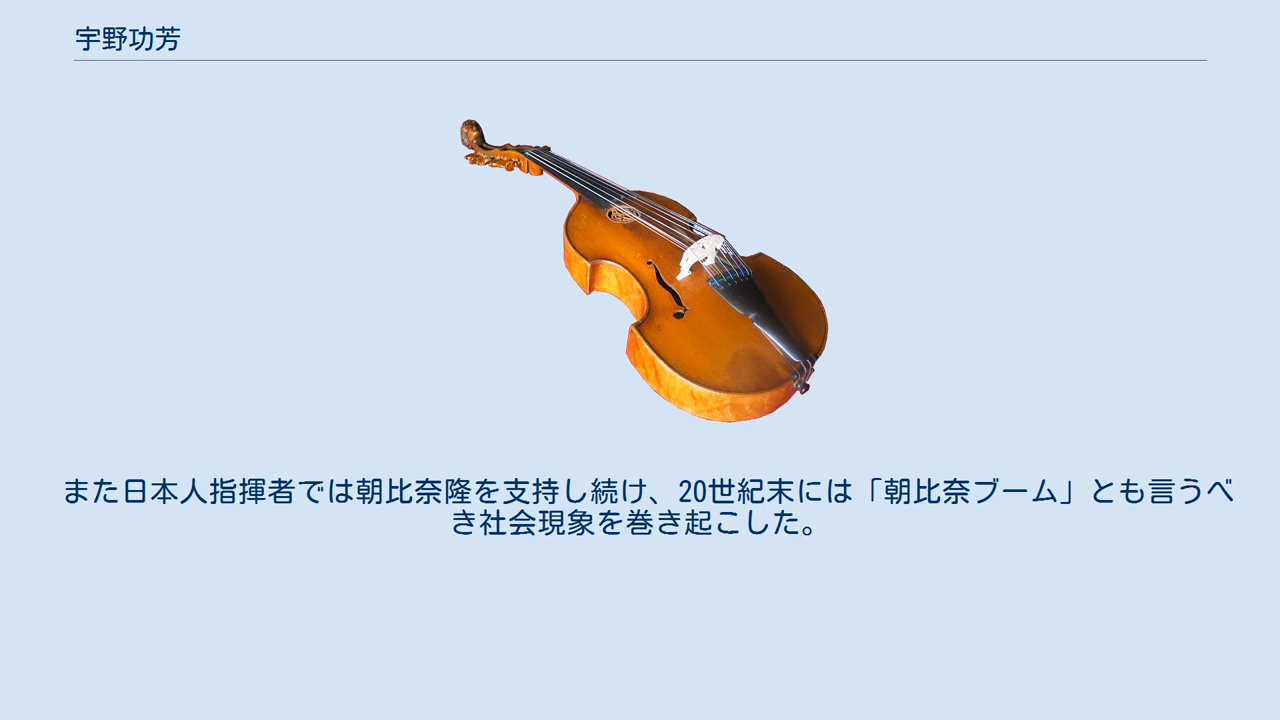 宇野功芳
また日本人指揮者では朝比奈隆を支持し続け、20世紀末には「朝比奈ブーム」とも言うべ
き社会現象を巻き起こした。